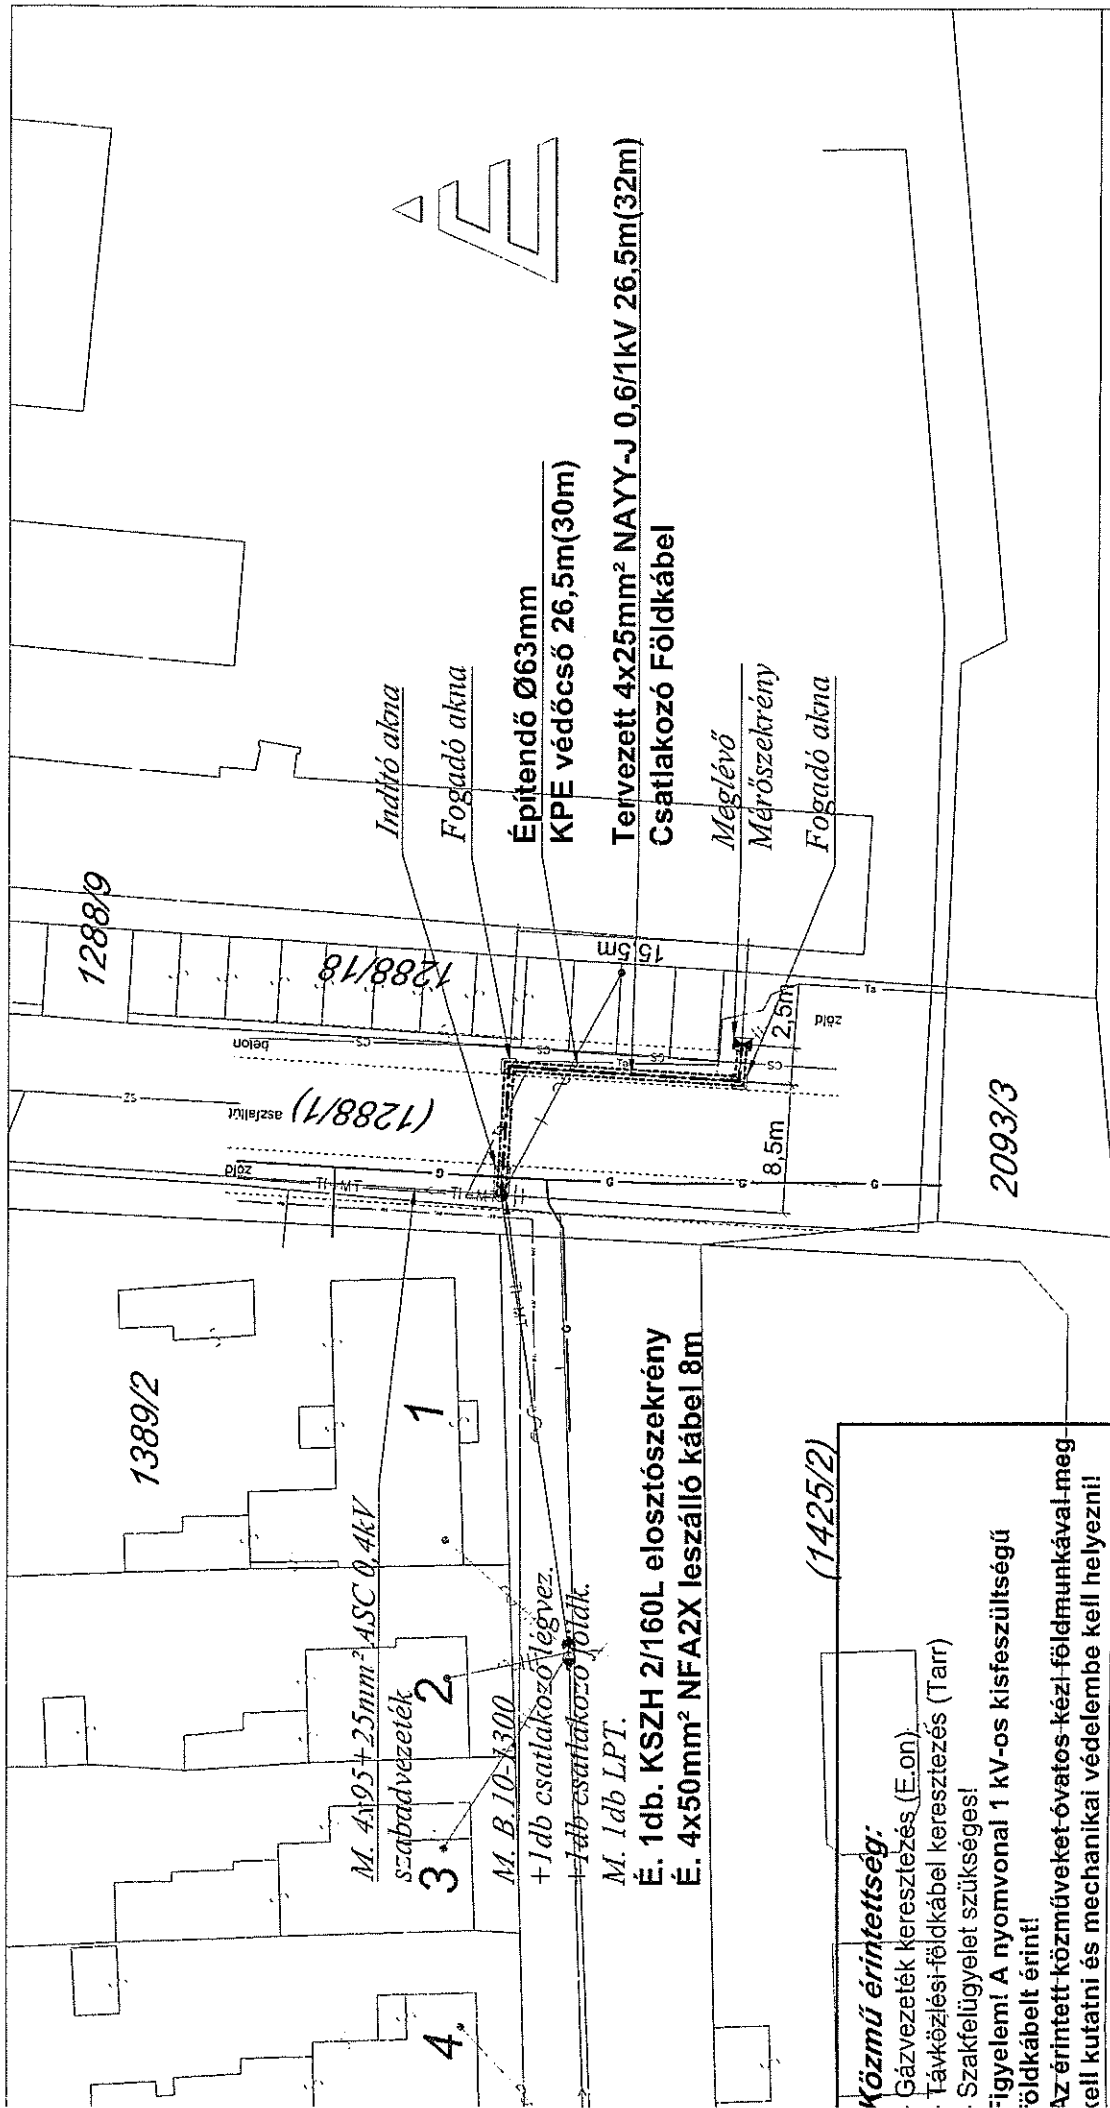 1288/9
1288/18
(1288/1)
beton
aszfaltút
zöld
Indító akna
Fogadó akna
Építendő Ø63mm
KPE védőcső 26,5m(30m)
Tervezett 4x25mm² NAYY-J 0,6/1kV 26,5m(32m)
Csatlakozó Földkábel
Meglévő
Mérőszekrény
Fogadó akna
15,5m
2,5m
zöld
8,5m
2093/3
1389/2
1
2
3
4
M. 4x95+25mm² ASC 0,4kV
szabadvezeték
M. B.10-1300
+1db csatlakozó légvez.
+1db csatlakozó földk.
M. 1db LPT.
É. 1db. KSZH 2/160L elosztószekrény
É. 4x50mm² NFA2X leszálló kábel 8m
(1425/2)
Közmű érintettség:
- Gázvezeték keresztezés (E.on)
- Távközlési földkábel keresztezés (Tarr)
- Szakfelügyelet szükséges!
Figyelem! A nyomvonal 1 kV-os kisfeszültségű
földkábelt érint!
Az érintett közműveket óvatos kézi földmunkával meg
kell kutatni és mechanikai védelembe kell helyezni!